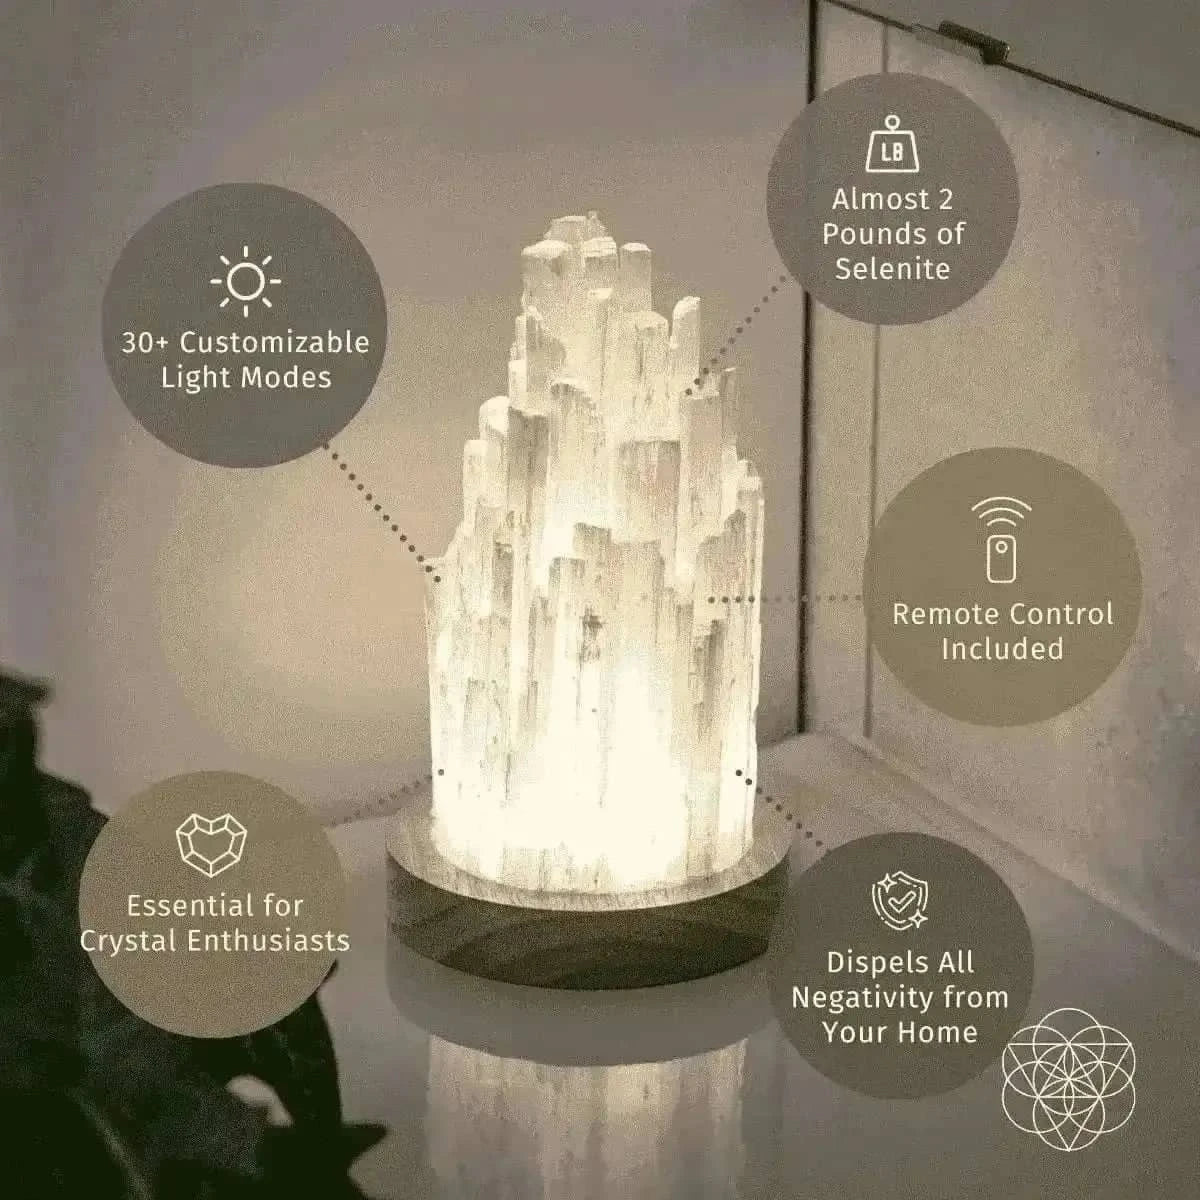 LB
Almost 2
Pounds of
Selenite
30+ Customizable
Light Modes
Remote Control
Included
Essential for
Crystal Enthusiasts
Dispels All
Negativity from
Your Home